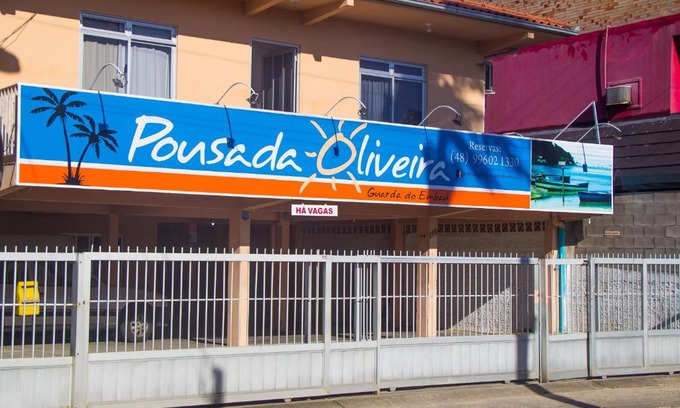 Pousada Oliveira
Reservas:
(48) 99602 1330
Guarda do Embaú
HÁ VAGAS